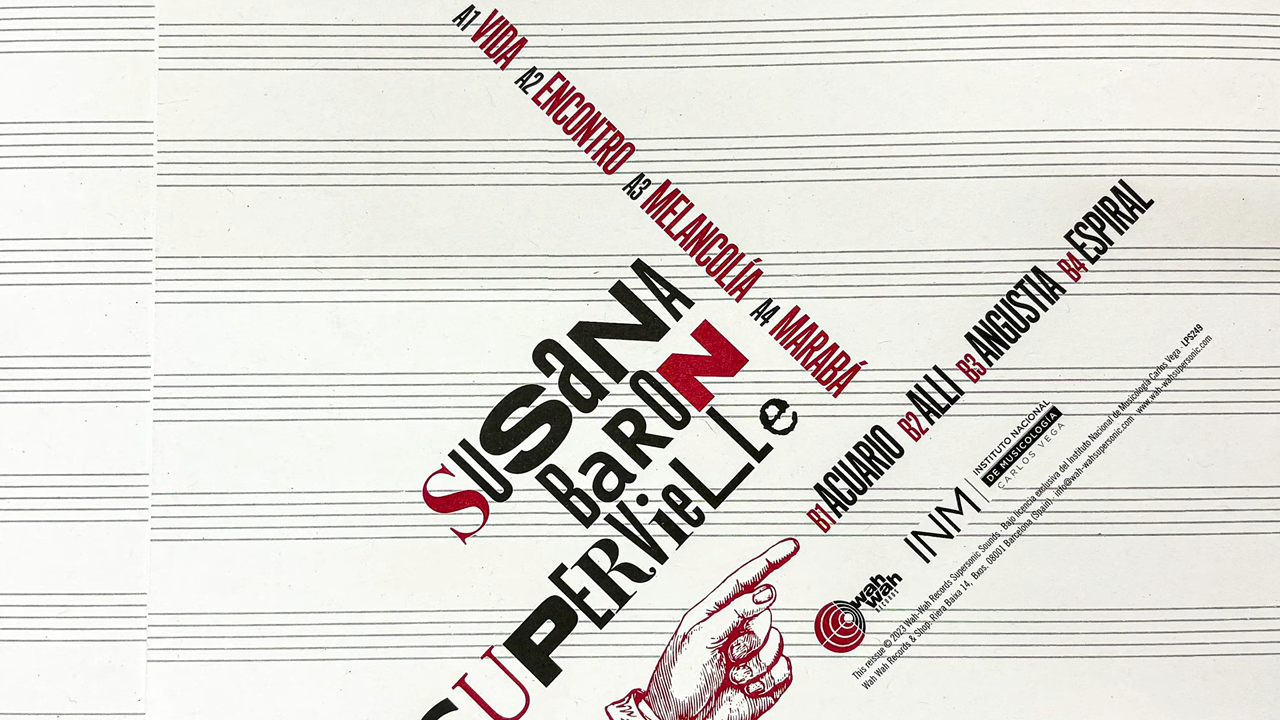 A1 VIDA A2 ENCONTRO A3 MELANCOLÍA A4 MARABÁ
SUSANA
BARON
SUPERVIELLE
B1 ACUARIO B2 ALLI B3 ANGUSTIA B4 ESPIRAL
wah
wah
RECORDS
INM
INSTITUTO NACIONAL
DE MUSICOLOGÍA
CARLOS VEGA
This reissue © 2023 Wah-Wah Records Supersonic Sounds - Bajo licencia exclusiva del Instituto Nacional de Musicología Carlos Vega - LPS249
Wah Wah Records & Shop: Riera Baixa 14, Bxos. 08001 Barcelona (Spain) . info@wah-wahsupersonic.com www.wah-wahsupersonic.com